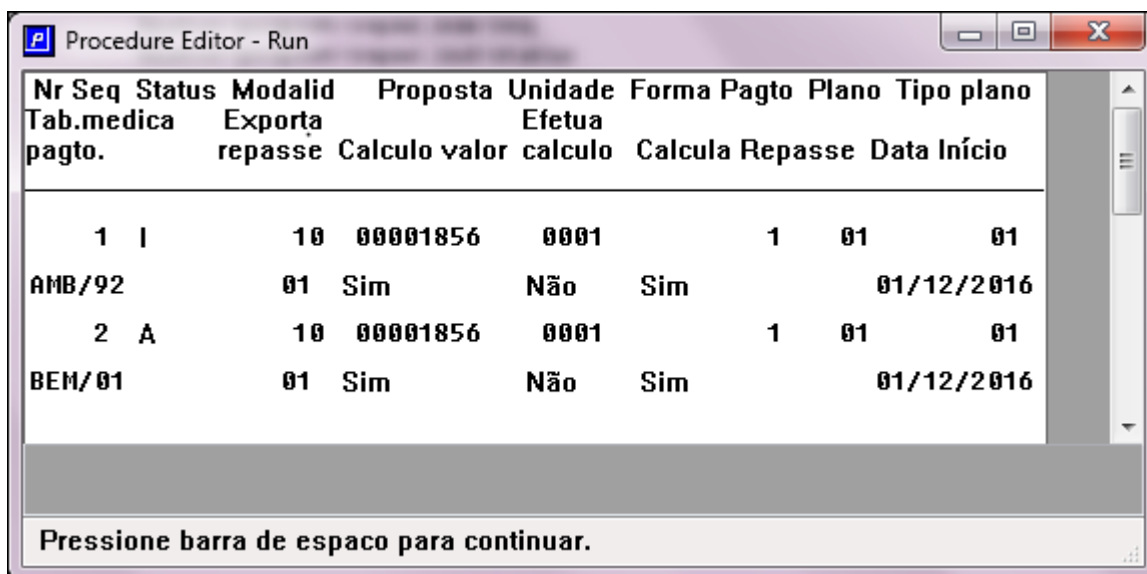 Procedure Editor - Run
Nr Seq Status Modalid Proposta Unidade Forma Pagto Plano Tipo plano
Tab.medica Exporta Efetua
pagto. repasse Calculo valor calculo Calcula Repasse Data Início
1 I 10 00001856 0001 1 01 01
AMB/92 01 Sim Não Sim 01/12/2016
2 A 10 00001856 0001 1 01 01
BEM/01 01 Sim Não Sim 01/12/2016
Pressione barra de espaco para continuar.